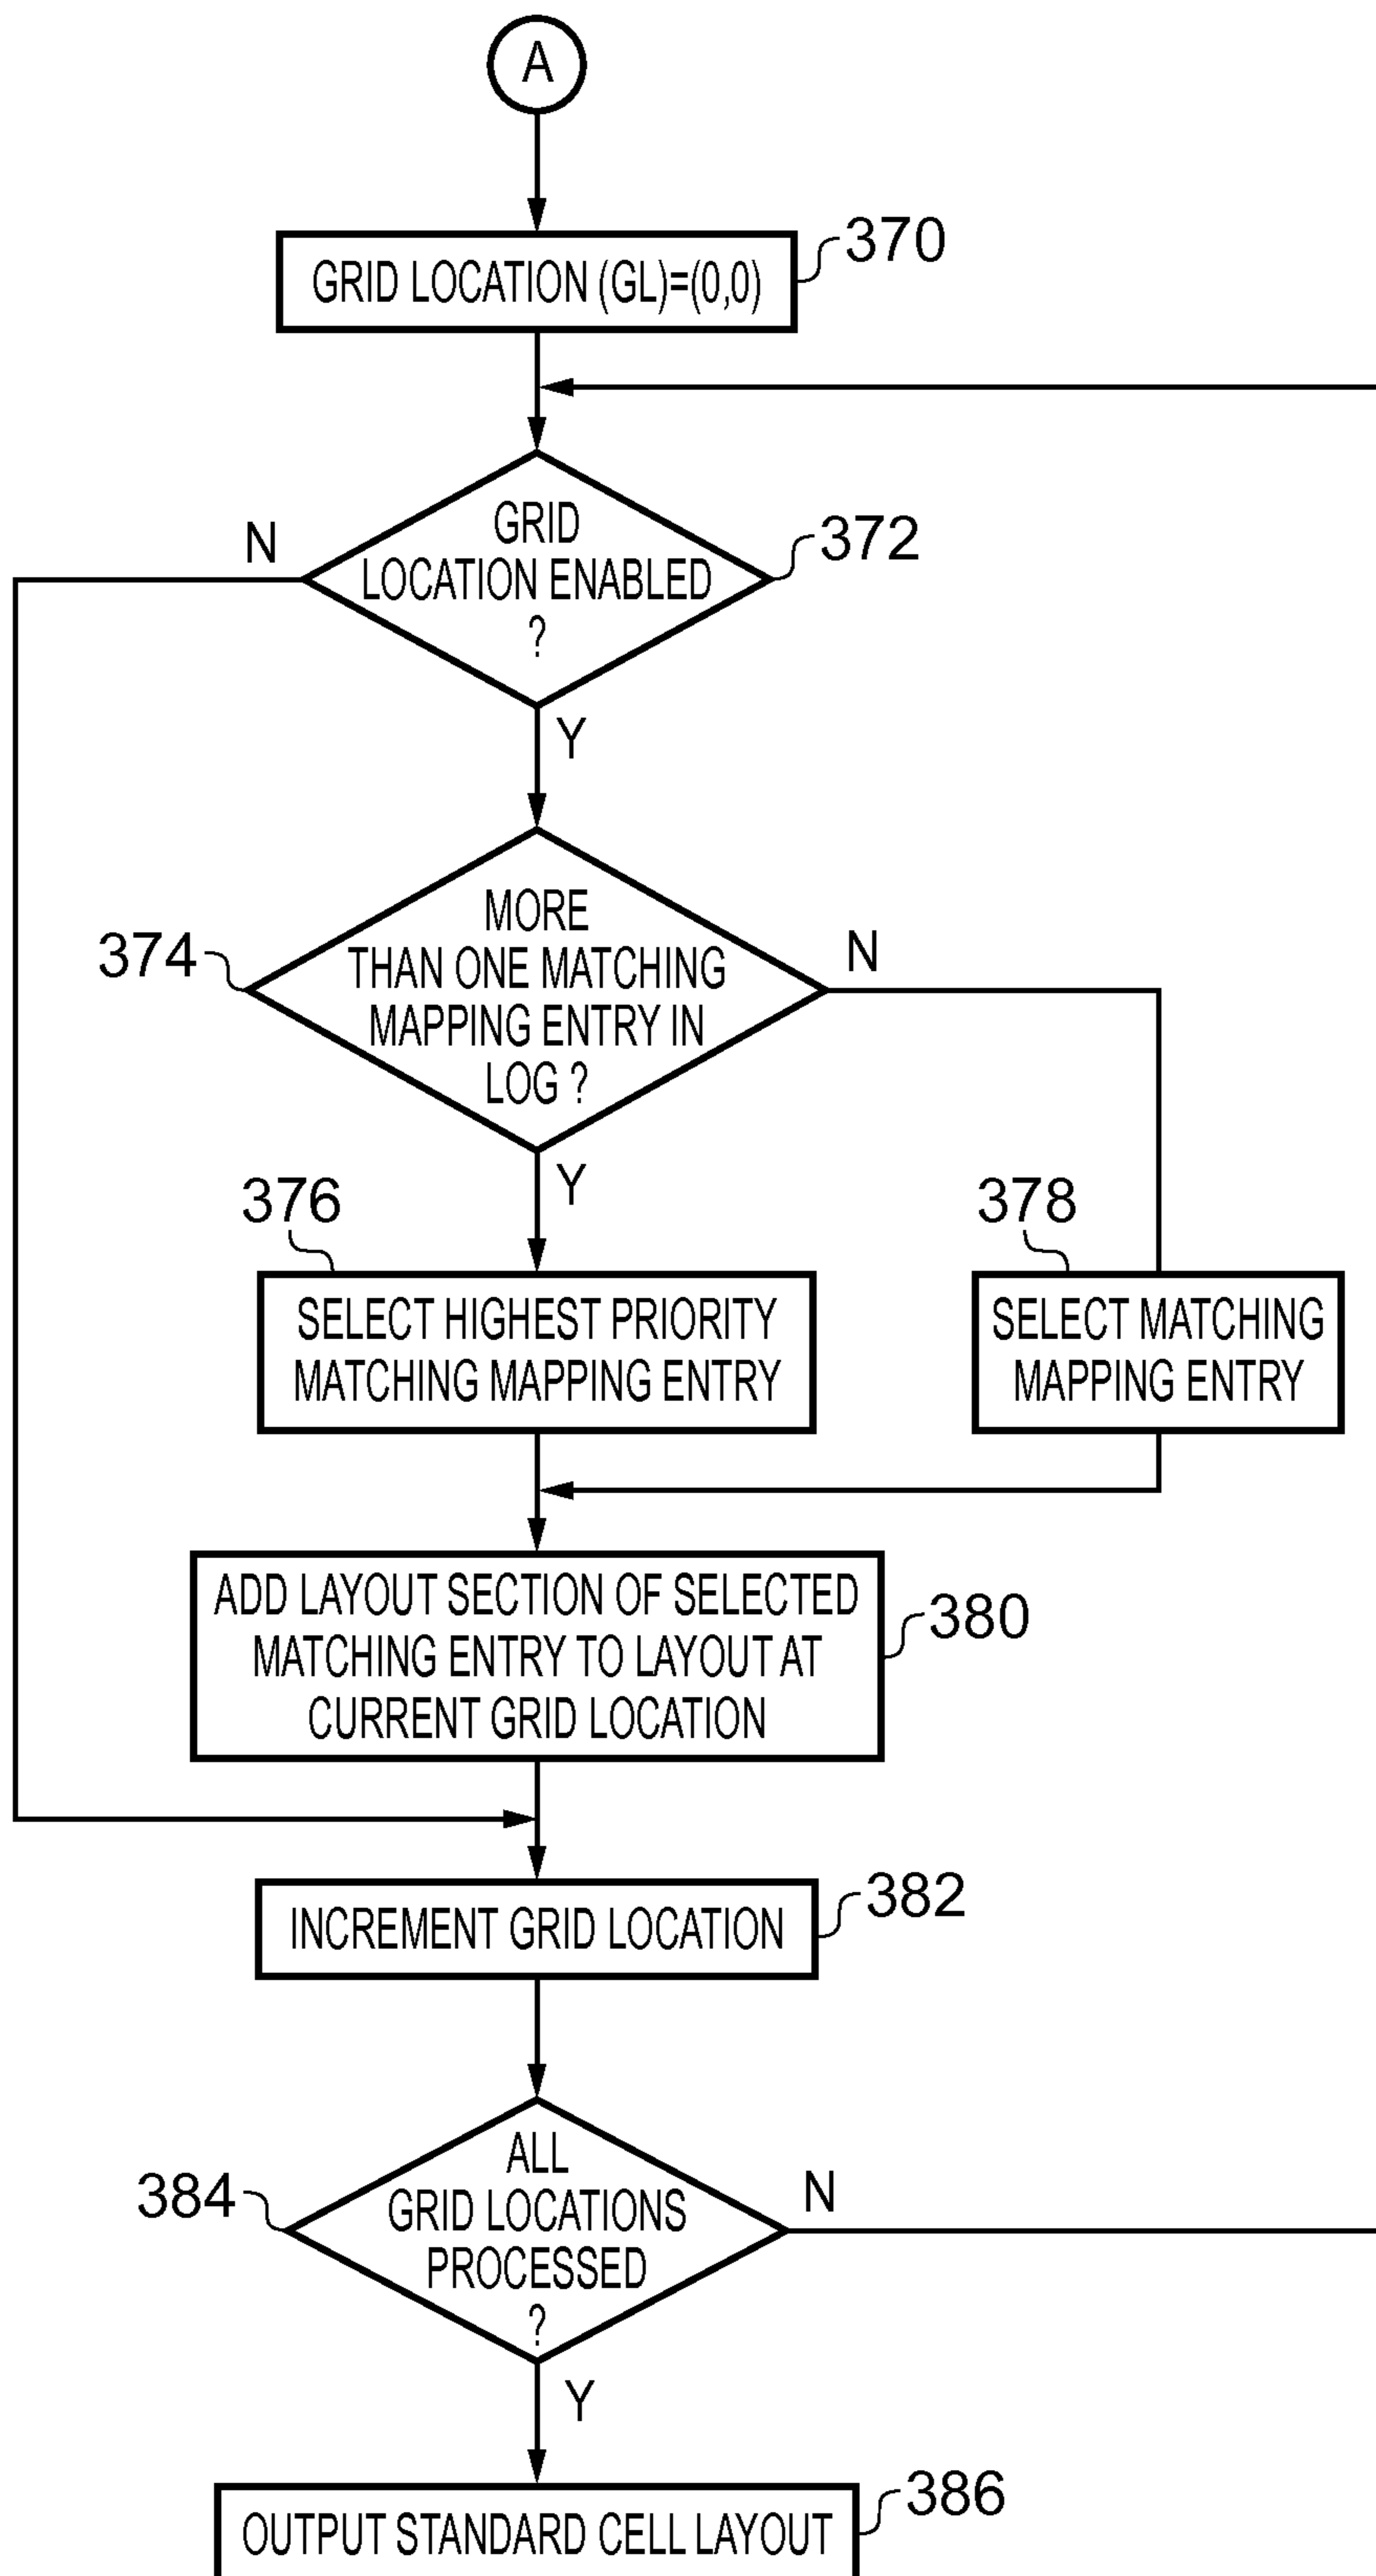 A
370
GRID LOCATION (GL)=(0,0)
372
N
GRID
LOCATION ENABLED
?
Y
374
MORE
THAN ONE MATCHING
MAPPING ENTRY IN
LOG ?
N
Y
376
378
SELECT HIGHEST PRIORITY
MATCHING MAPPING ENTRY
SELECT MATCHING
MAPPING ENTRY
ADD LAYOUT SECTION OF SELECTED
MATCHING ENTRY TO LAYOUT AT
CURRENT GRID LOCATION
380
382
INCREMENT GRID LOCATION
384
ALL
GRID LOCATIONS
PROCESSED
?
N
Y
386
OUTPUT STANDARD CELL LAYOUT